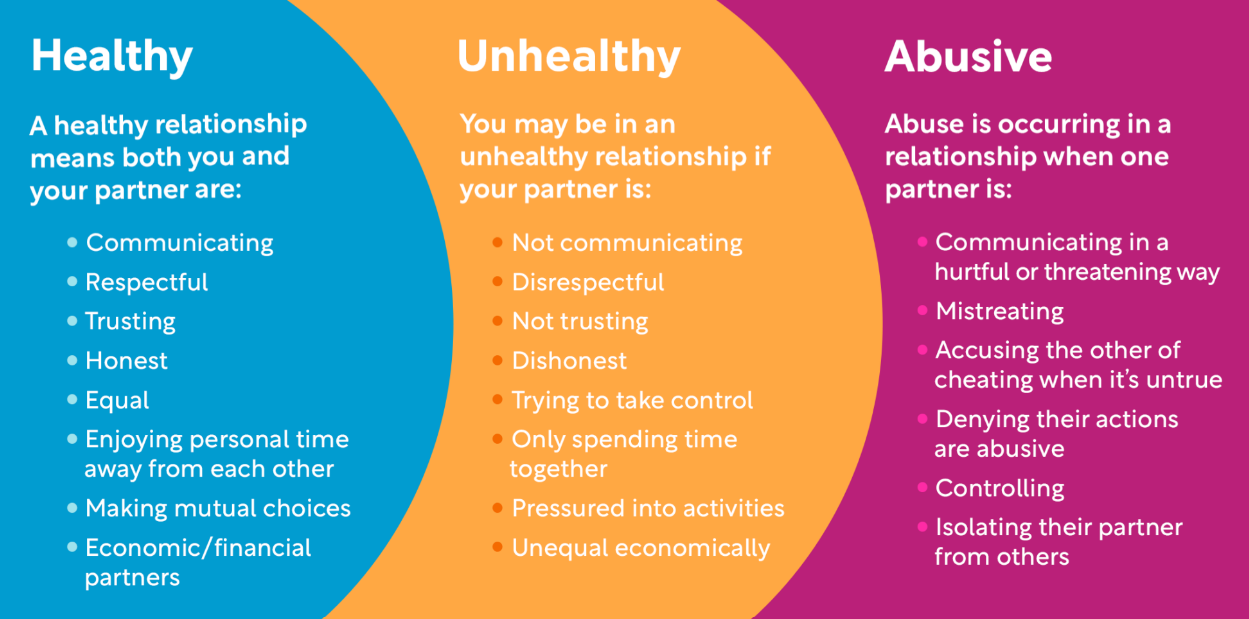 Healthy
A healthy relationship
means both you and
your partner are:
• Communicating
• Respectful
• Trusting
• Honest
• Equal
• Enjoying personal time
away from each other
• Making mutual choices
• Economic/financial
partners
Unhealthy
You may be in an
unhealthy relationship if
your partner is:
• Not communicating
• Disrespectful
• Not trusting
• Dishonest
• Trying to take control
• Only spending time
together
• Pressured into activities
• Unequal economically
Abusive
Abuse is occurring in a
relationship when one
partner is:
• Communicating in a
hurtful or threatening way
• Mistreating
• Accusing the other of
cheating when it's untrue
• Denying their actions
are abusive
• Controlling
• Isolating their partner
from others